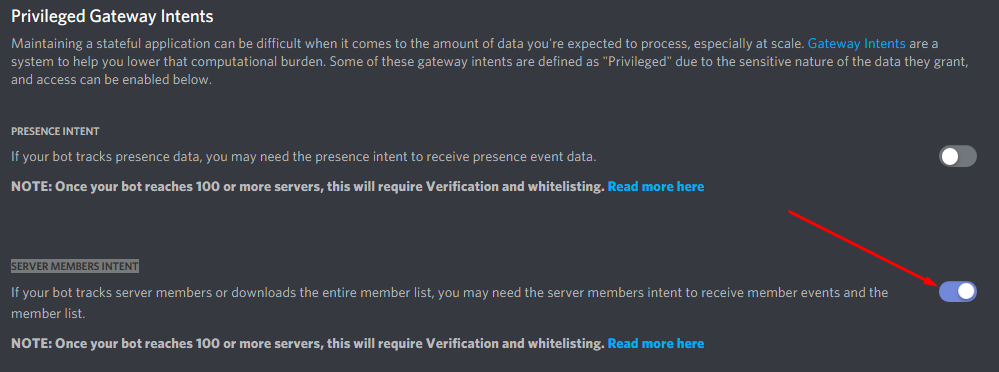 Privileged Gateway Intents
Maintaining a stateful application can be difficult when it comes to the amount of data you're expected to process, especially at scale. Gateway Intents are a
system to help you lower that computational burden. Some of these gateway intents are defined as "Privileged" due to the sensitive nature of the data they grant,
and access can be enabled below.
PRESENCE INTENT
If your bot tracks presence data, you may need the presence intent to receive presence event data.
NOTE: Once your bot reaches 100 or more servers, this will require Verification and whitelisting. Read more here
SERVER MEMBERS INTENT
If your bot tracks server members or downloads the entire member list, you may need the server members intent to receive member events and the
member list.
NOTE: Once your bot reaches 100 or more servers, this will require Verification and whitelisting. Read more here